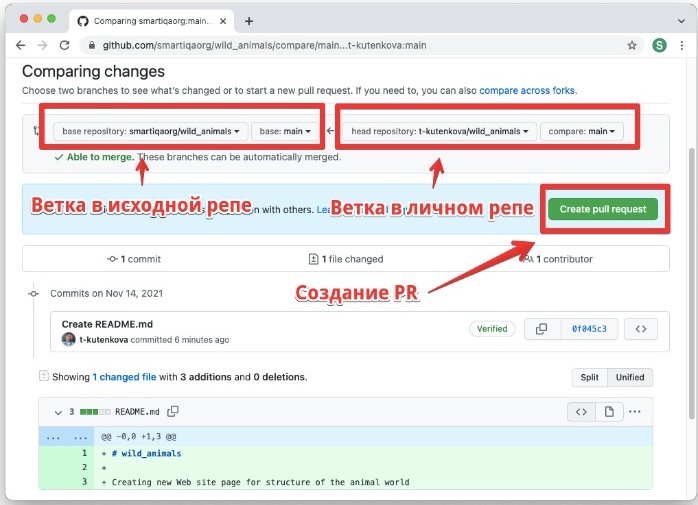 Comparing smartiqaorg:main...
github.com/smartiqaorg/wild_animals/compare/main...t-kutenkova:main
S
Comparing changes
Choose two branches to see what's changed or to start a new pull request. If you need to, you can also compare across forks.
base repository: smartiqaorg/wild_animals base: main head repository: t-kutenkova/wild_animals compare: main
Able to merge. These branches can be automatically merged.
Ветка в исходной репе
Ветка в личном репе
on with others.
Create pull request
1 commit 1 file changed 1 contributor
Создание PR
Commits on Nov 14, 2021
Create README.md
t-kutenkova committed 6 minutes ago
Verified
0f045c3
Showing 1 changed file with 3 additions and 0 deletions.
Split Unified
3 README.md
... ... @@ -0,0 +1,3 @@
1 + # wild_animals
2 +
3 + Creating new Web site page for structure of the animal world